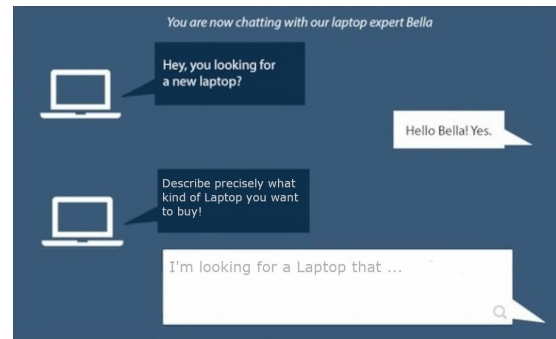 You are now chatting with our laptop expert Bella
Hey, you looking for
a new laptop?
Hello Bella! Yes.
Describe precisely what
kind of Laptop you want
to buy!
I'm looking for a Laptop that ...